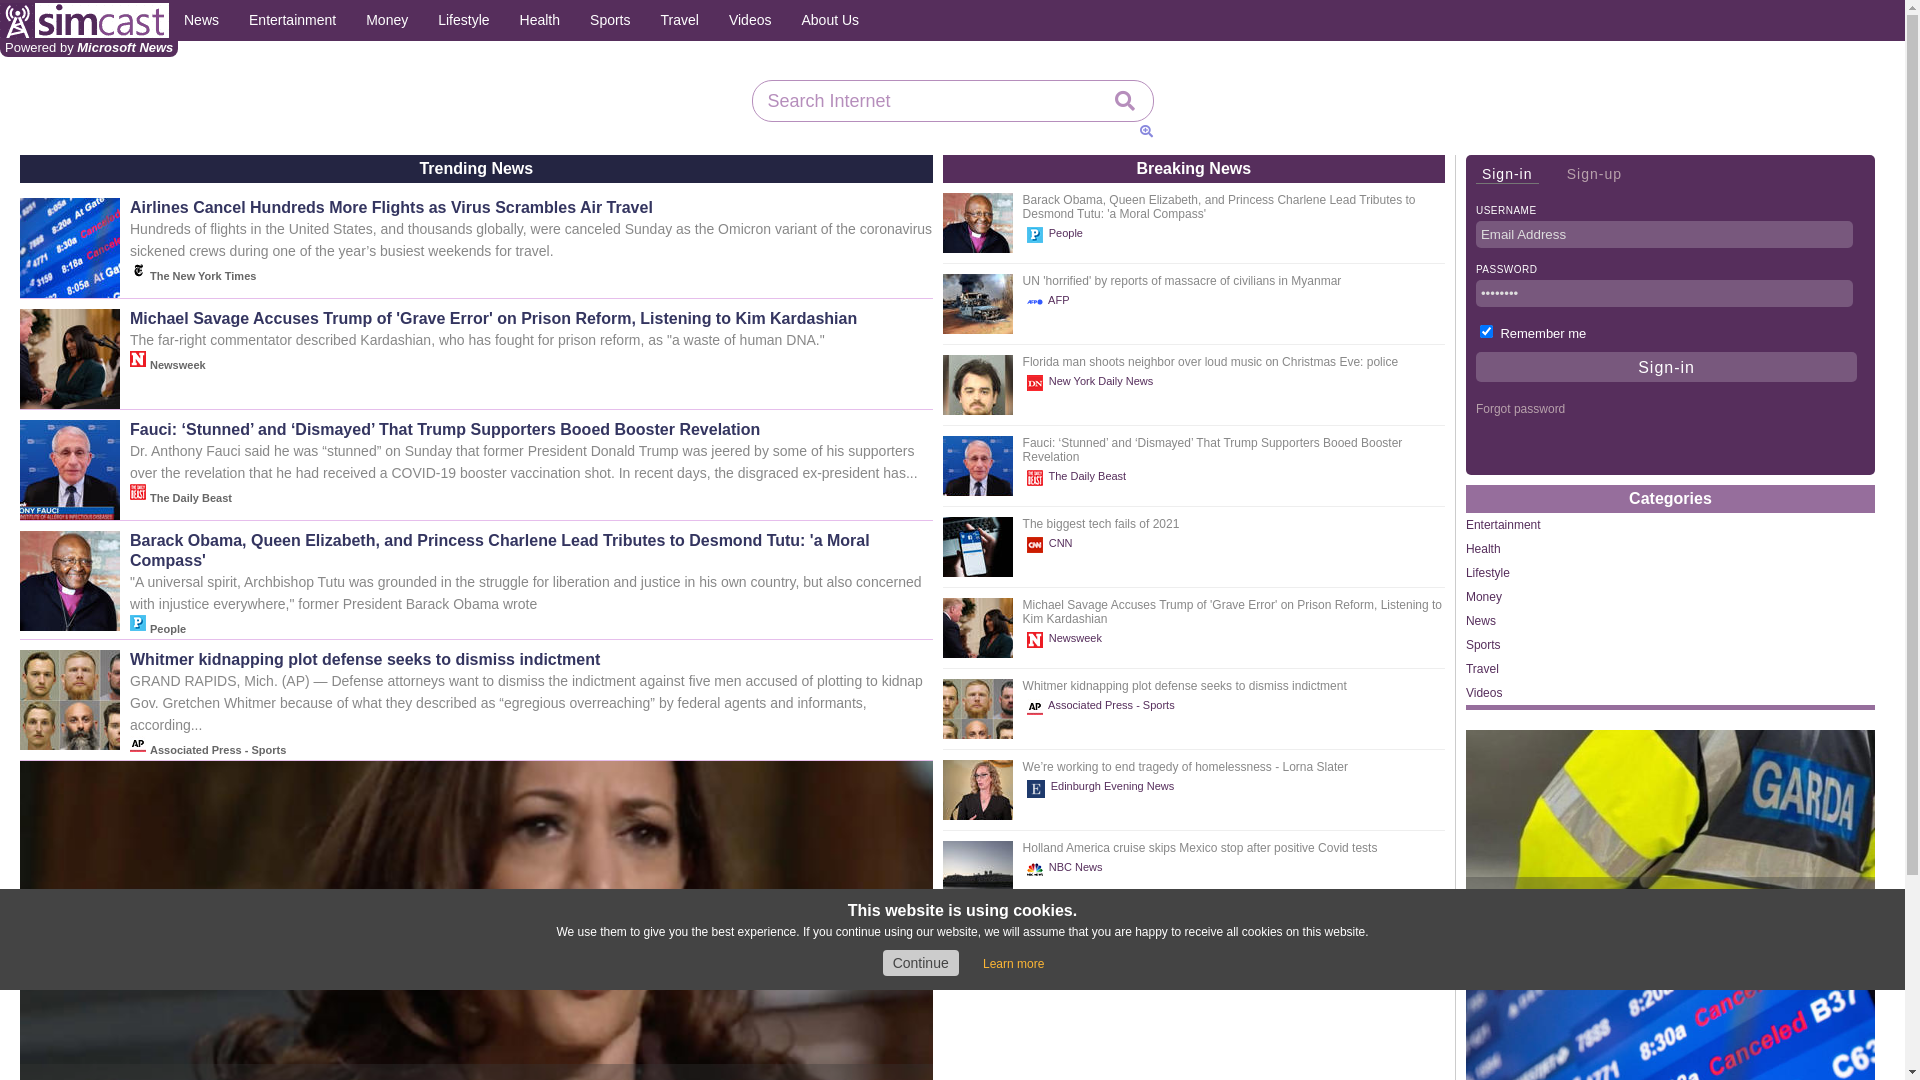 simcast
News
Entertainment
Money
Lifestyle
Health
Sports
Travel
Videos
About Us
Powered by Microsoft News
Search Internet
Trending News
Airlines Cancel Hundreds More Flights as Virus Scrambles Air Travel
Hundreds of flights in the United States, and thousands globally, were canceled Sunday as the Omicron variant of the coronavirus
sickened crews during one of the year’s busiest weekends for travel.
The New York Times
Michael Savage Accuses Trump of 'Grave Error' on Prison Reform, Listening to Kim Kardashian
The far-right commentator described Kardashian, who has fought for prison reform, as "a waste of human DNA."
Newsweek
Fauci: ‘Stunned’ and ‘Dismayed’ That Trump Supporters Booed Booster Revelation
Dr. Anthony Fauci said he was “stunned” on Sunday that former President Donald Trump was jeered by some of his supporters
over the revelation that he had received a COVID-19 booster vaccination shot. In recent days, the disgraced ex-president has...
The Daily Beast
Barack Obama, Queen Elizabeth, and Princess Charlene Lead Tributes to Desmond Tutu: 'a Moral
Compass'
"A universal spirit, Archbishop Tutu was grounded in the struggle for liberation and justice in his own country, but also concerned
with injustice everywhere," former President Barack Obama wrote
People
Whitmer kidnapping plot defense seeks to dismiss indictment
GRAND RAPIDS, Mich. (AP) — Defense attorneys want to dismiss the indictment against five men accused of plotting to kidnap
Gov. Gretchen Whitmer because of what they described as “egregious overreaching” by federal agents and informants,
according...
Associated Press - Sports
Breaking News
Barack Obama, Queen Elizabeth, and Princess Charlene Lead Tributes to
Desmond Tutu: 'a Moral Compass'
People
UN 'horrified' by reports of massacre of civilians in Myanmar
AFP
Florida man shoots neighbor over loud music on Christmas Eve: police
New York Daily News
Fauci: ‘Stunned’ and ‘Dismayed’ That Trump Supporters Booed Booster
Revelation
The Daily Beast
The biggest tech fails of 2021
CNN
Michael Savage Accuses Trump of 'Grave Error' on Prison Reform, Listening to
Kim Kardashian
Newsweek
Whitmer kidnapping plot defense seeks to dismiss indictment
Associated Press - Sports
We’re working to end tragedy of homelessness - Lorna Slater
Edinburgh Evening News
Holland America cruise skips Mexico stop after positive Covid tests
NBC News
Sign-in
Sign-up
USERNAME
Email Address
PASSWORD
••••••••
Remember me
Sign-in
Forgot password
Categories
Entertainment
Health
Lifestyle
Money
News
Sports
Travel
Videos
GARDA
This website is using cookies.
We use them to give you the best experience. If you continue using our website, we will assume that you are happy to receive all cookies on this website.
Continue
Learn more
8:30a Canceled B37
8:18a Canceled
8:05a At Gate C63